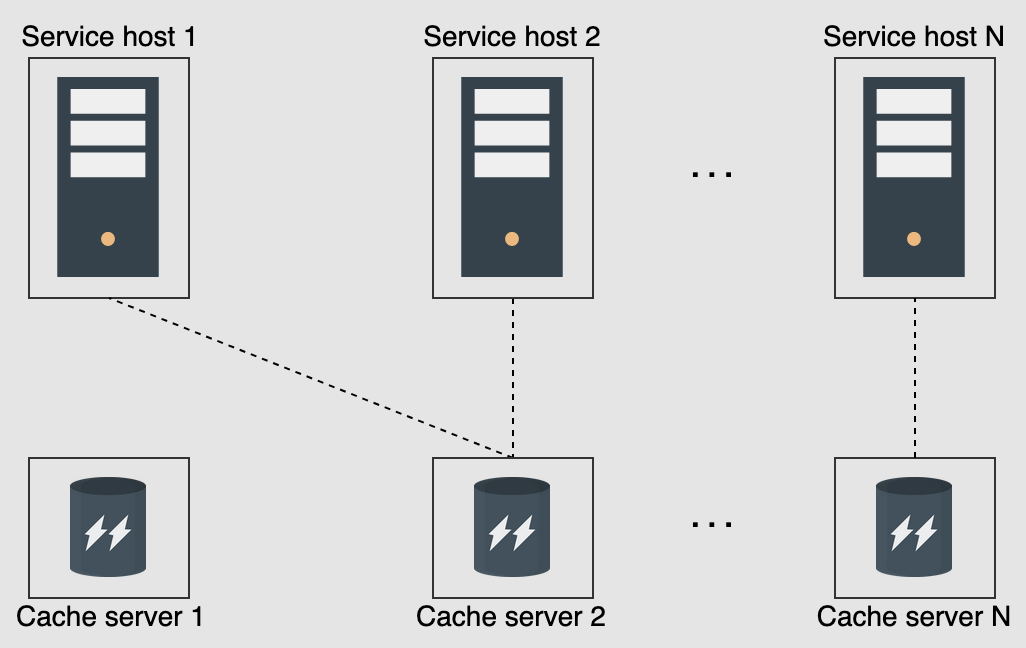 Service host 1
Service host 2
Service host N
...
...
Cache server 1
Cache server 2
Cache server N